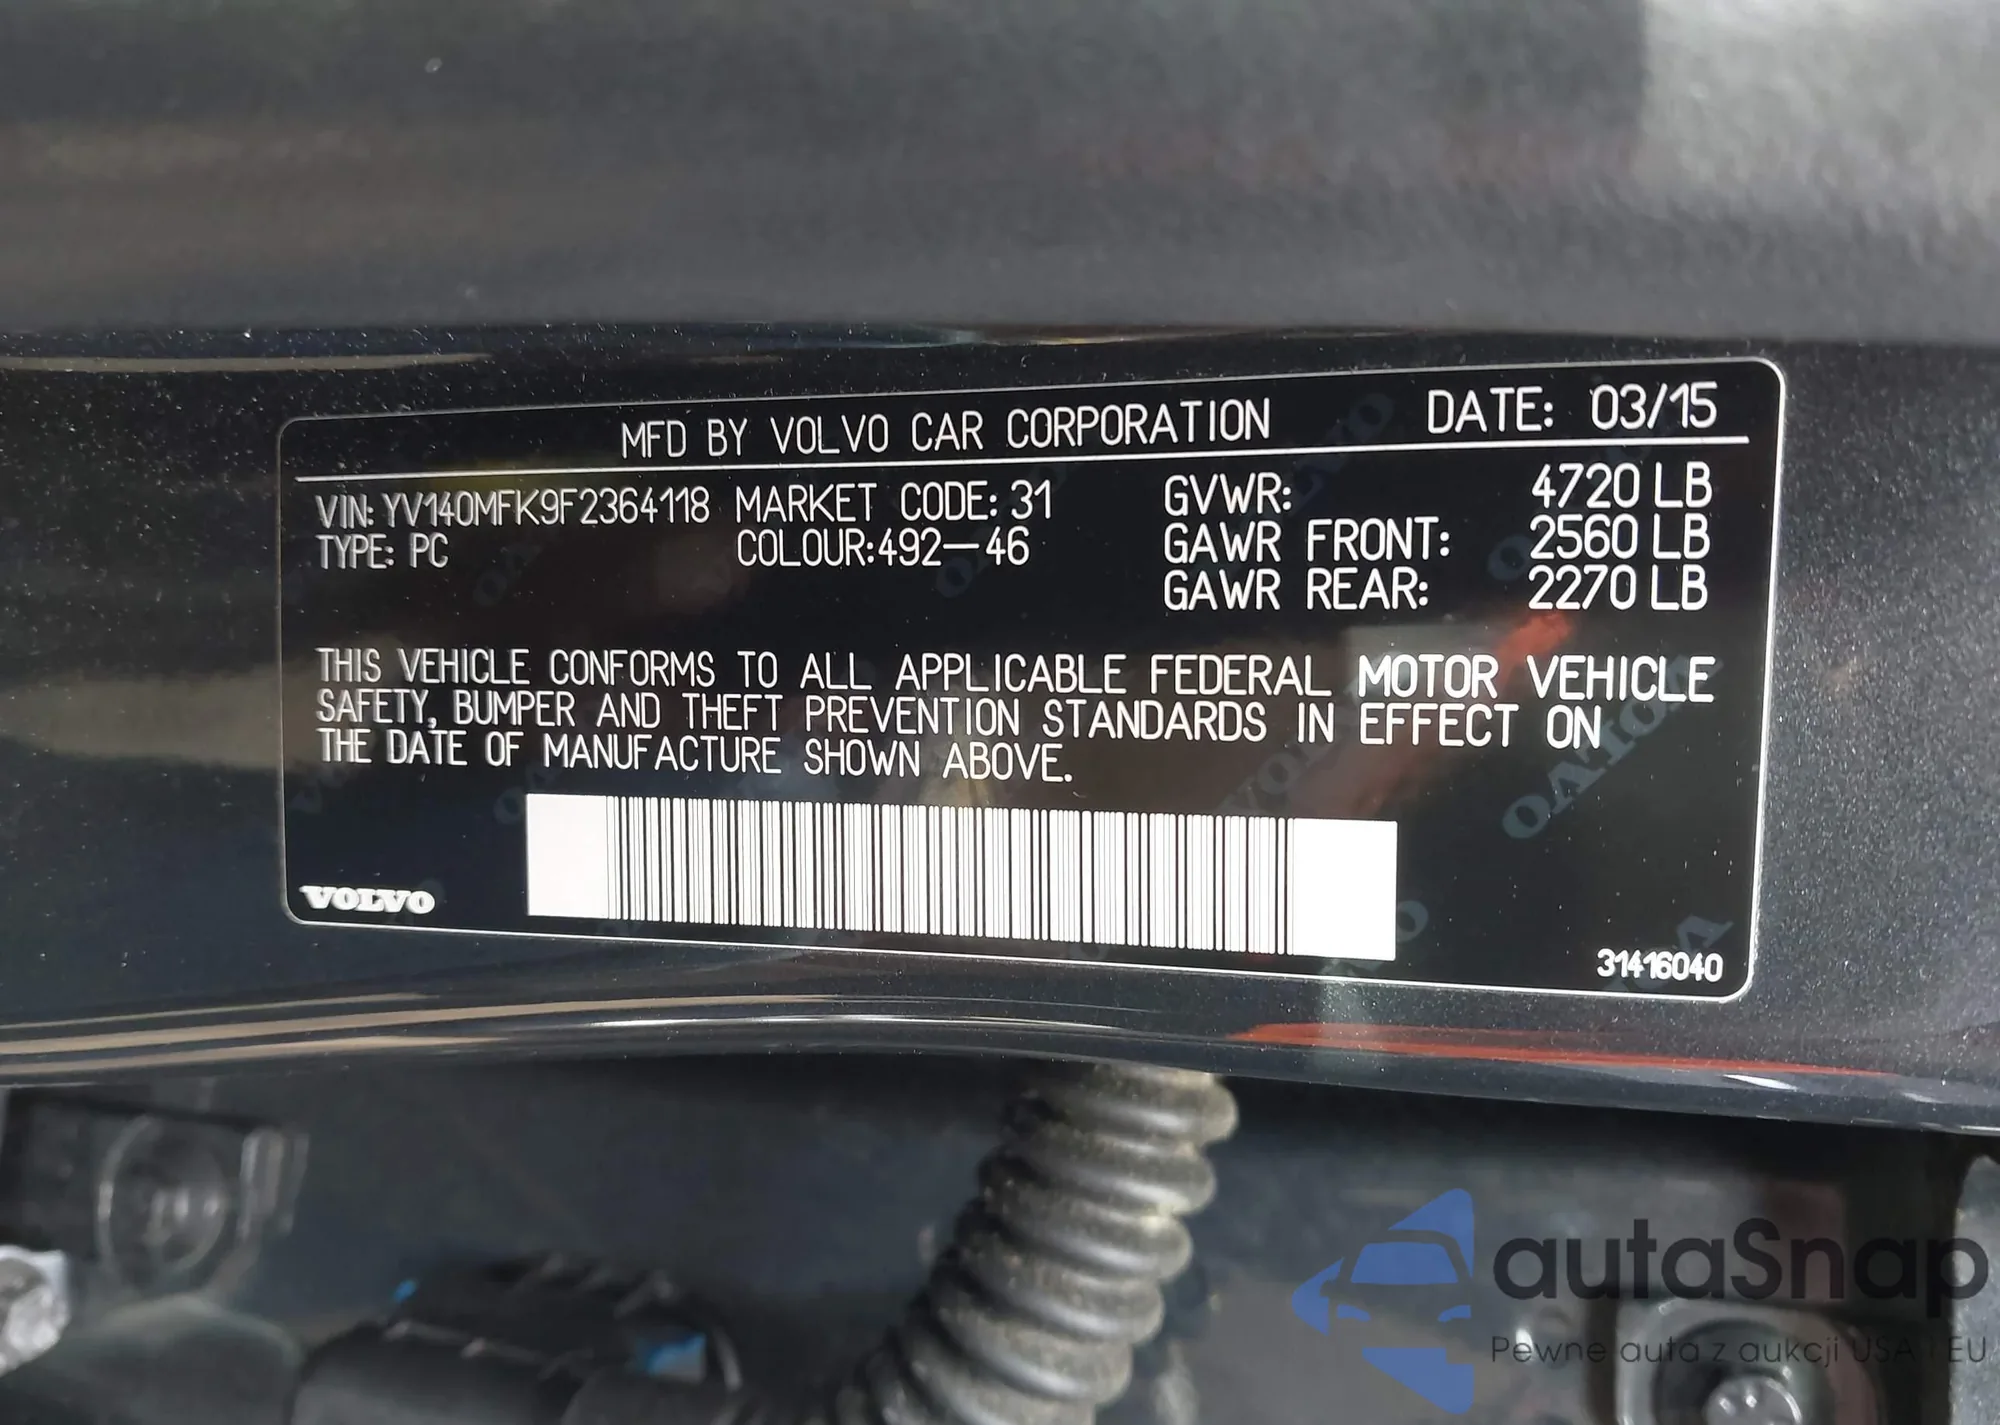 MFD BY VOLVO CAR CORPORATION DATE: 03/15
VIN: YV140MFK9F2364118 MARKET CODE: 31 GVWR: 4720 LB
TYPE: PC COLOUR:492-46 GAWR FRONT: 2560 LB
GAWR REAR: 2270 LB
THIS VEHICLE CONFORMS TO ALL APPLICABLE FEDERAL MOTOR VEHICLE
SAFETY, BUMPER AND THEFT PREVENTION STANDARDS IN EFFECT ON
THE DATE OF MANUFACTURE SHOWN ABOVE.
VOLVO
31416040
autaSnap
Pewne auta z aukcji USA i EU